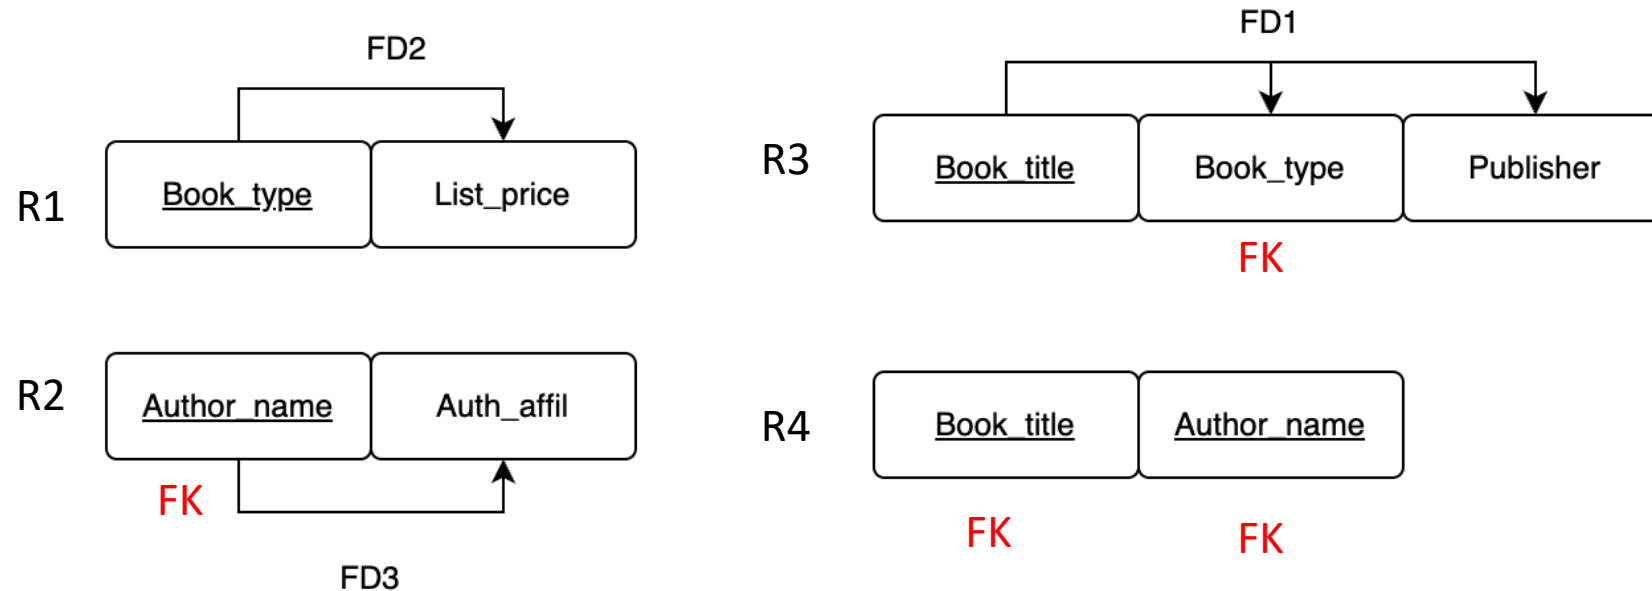 FD2
R1
Book_type
List_price
R2
Author_name
Auth_affil
FK
FD3
FD1
R3
Book_title
Book_type
Publisher
FK
R4
Book_title
Author_name
FK
FK